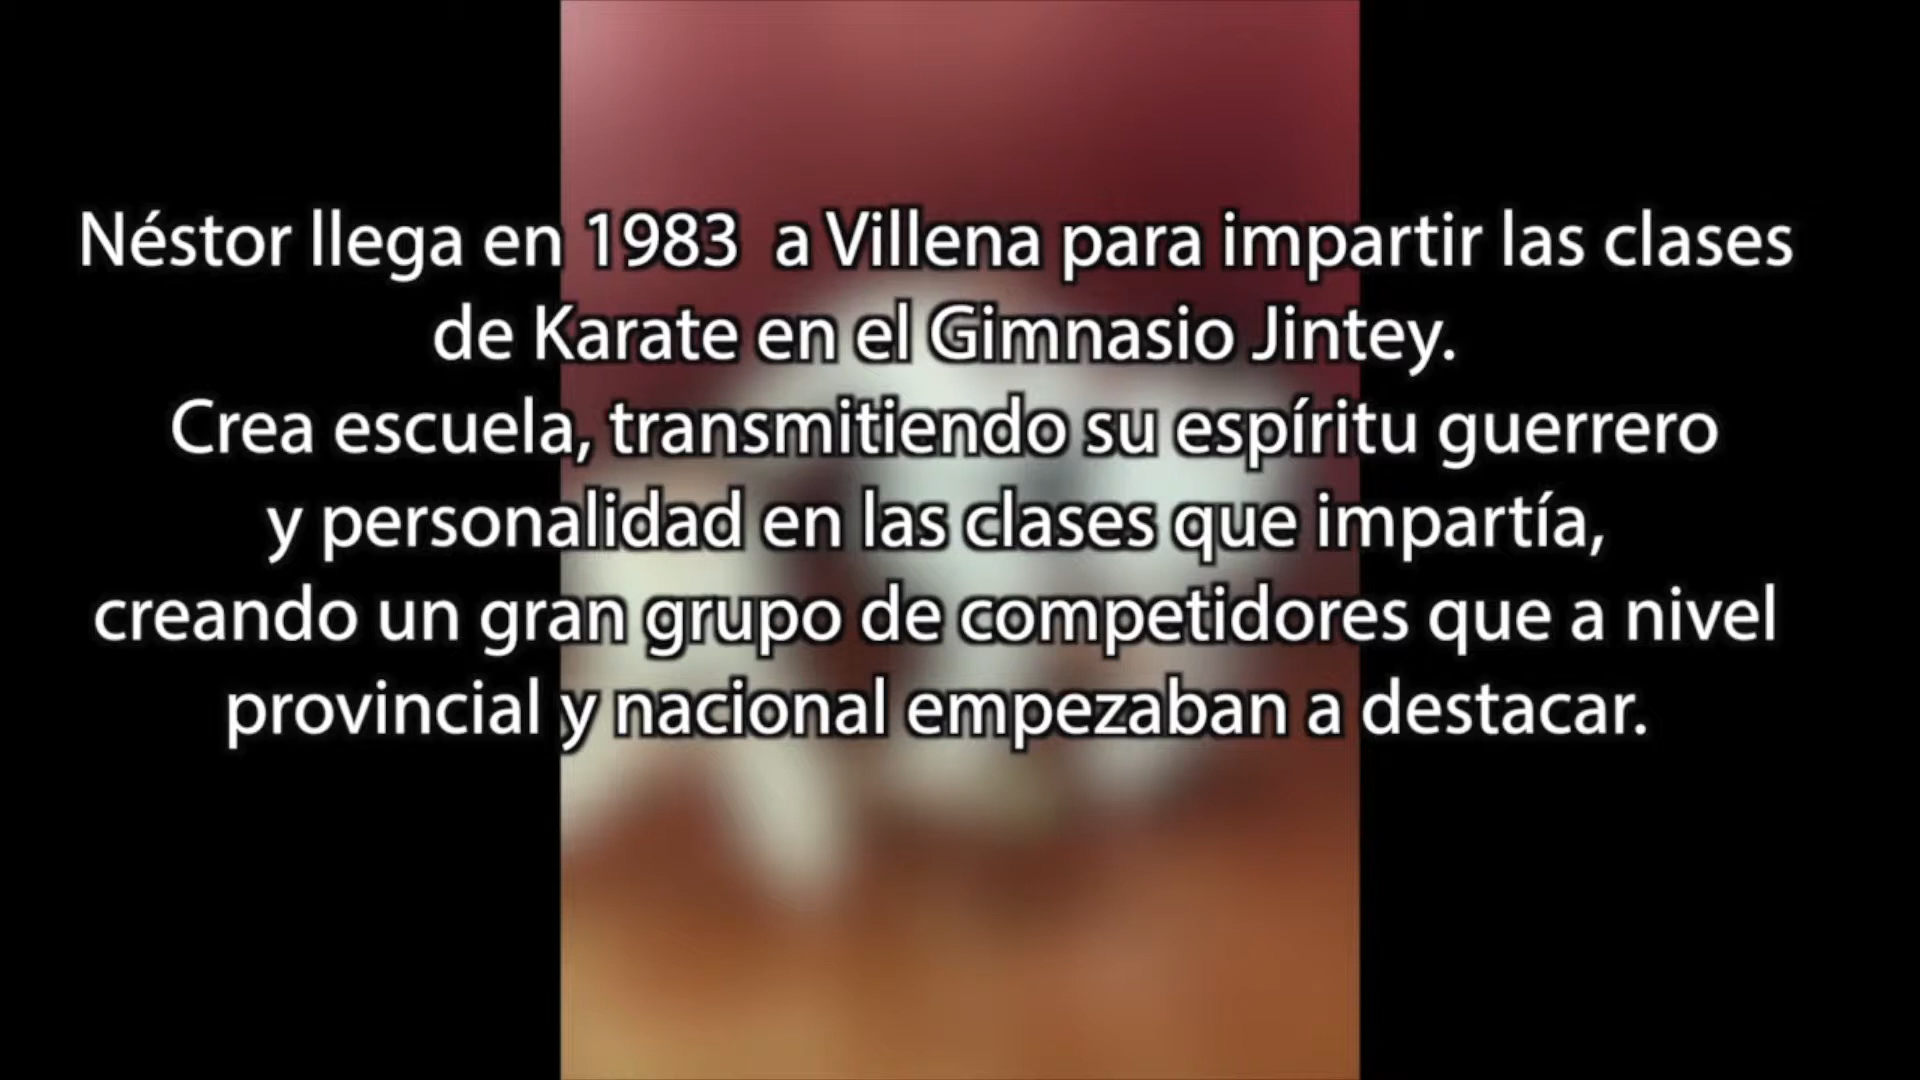 Néstor llega en 1983  a Villena para impartir las clases
de Karate en el Gimnasio Jintey.
Crea escuela, transmitiendo su espíritu guerrero
y personalidad en las clases que impartía,
creando un gran grupo de competidores que a nivel
provincial y nacional empezaban a destacar.